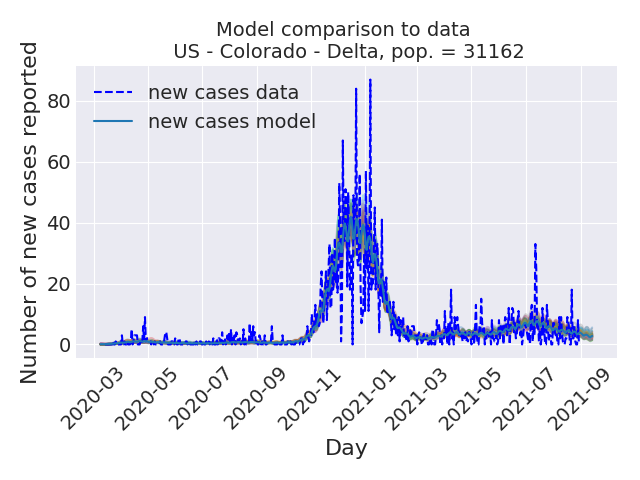 Model comparison to data
US - Colorado - Delta, pop. = 31162
Number of new cases reported
80
60
40
20
0
new cases data
new cases model
2020-03
2020-05
2020-07
2020-09
2020-11
2021-01
2021-03
2021-05
2021-07
2021-09
Day